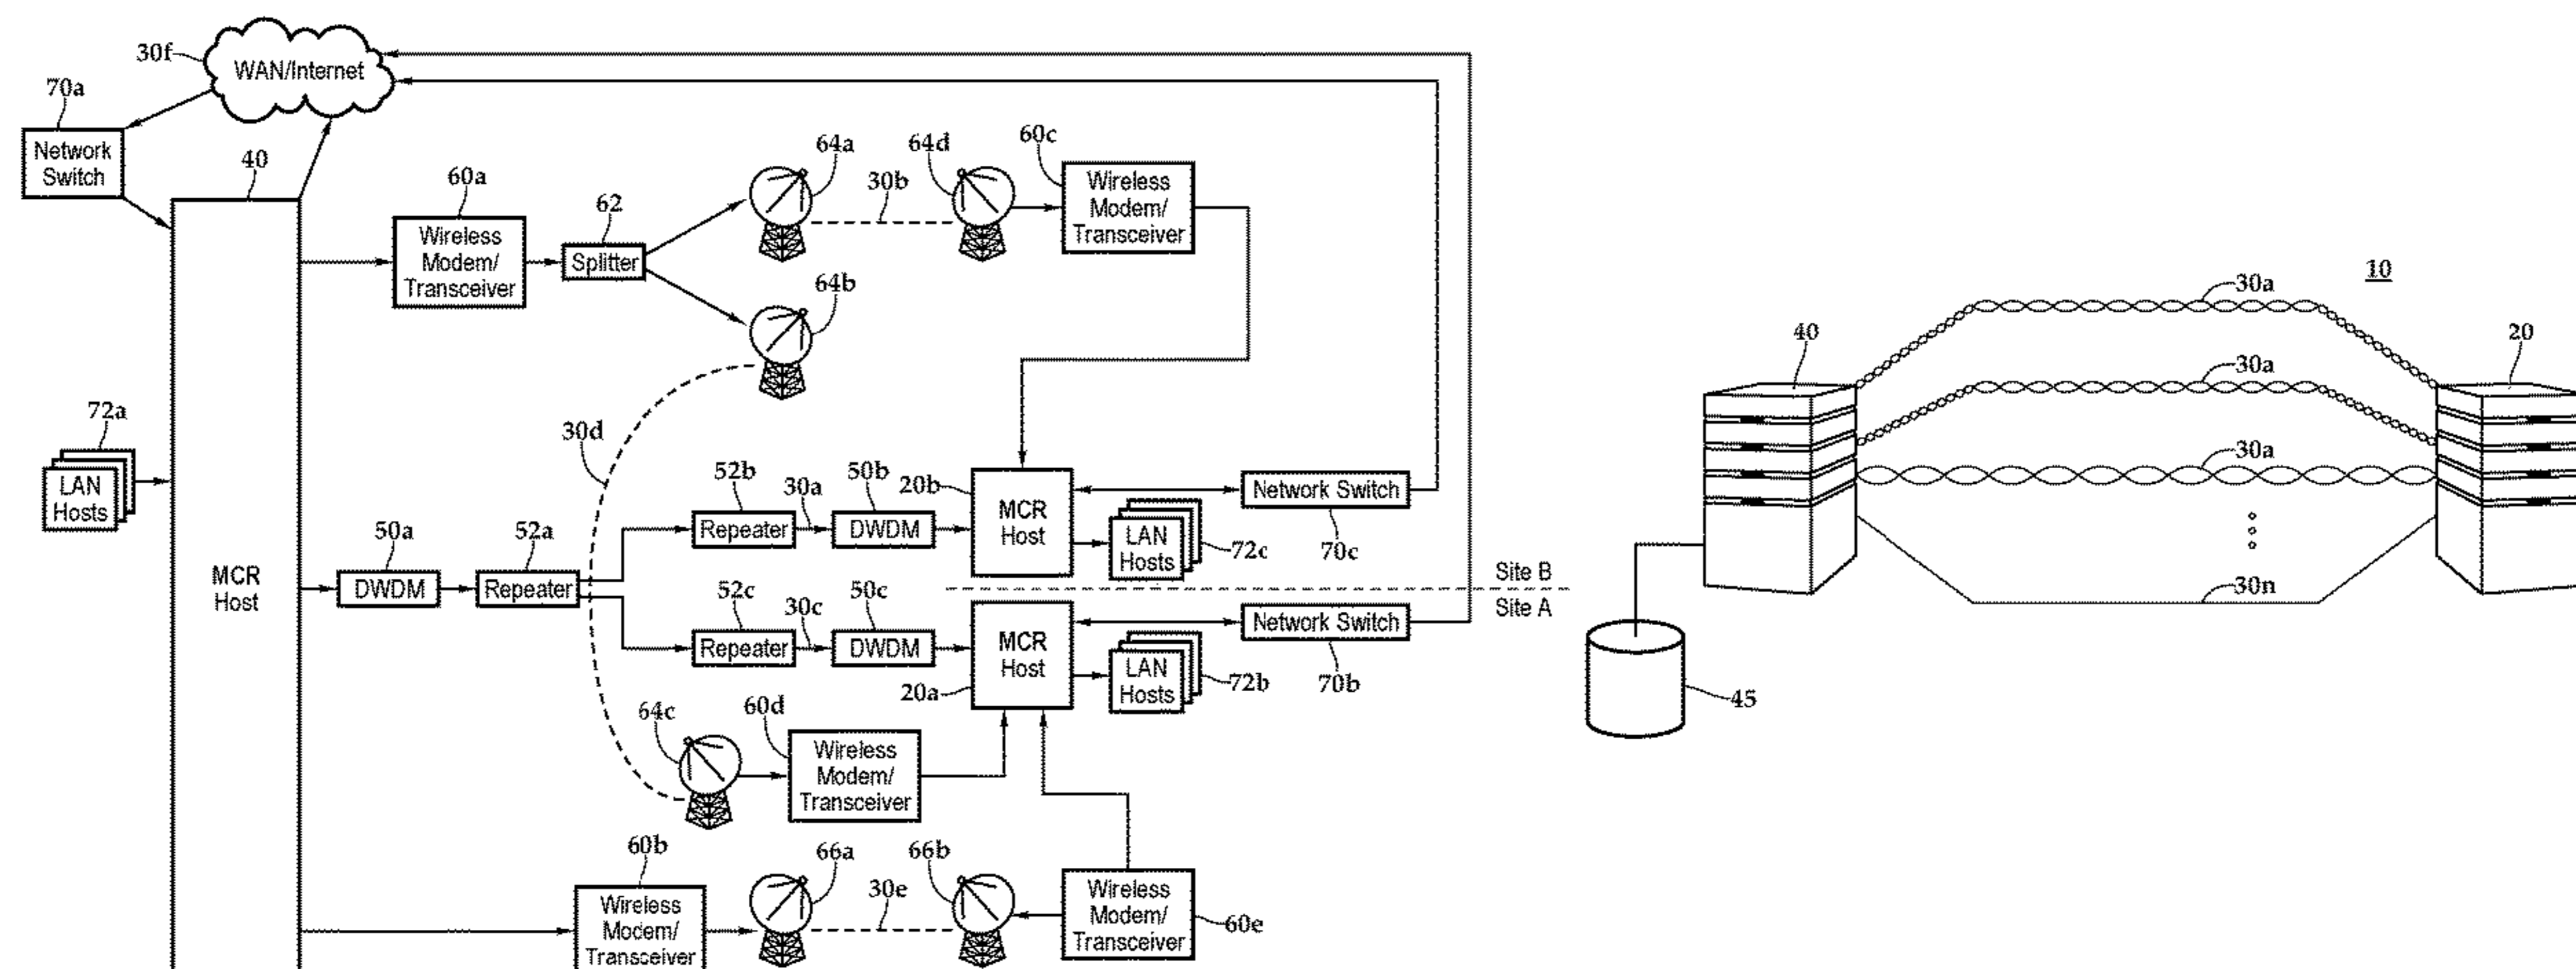 30f
WAN/Internet
70a
Network
Switch
40
60a
Wireless
Modem/
Transceiver
62
Splitter
64a
30b
64d
60c
Wireless
Modem/
Transceiver
64b
72a
LAN
Hosts
MCR
Host
30d
50a
DWDM
52a
Repeater
52b
Repeater
30a
50b
DWDM
20b
MCR
Host
LAN
Hosts
72c
Network Switch
70c
Site B
Site A
52c
Repeater
30c
50c
DWDM
20a
MCR
Host
LAN
Hosts
72b
Network Switch
70b
64c
60d
Wireless
Modem/
Transceiver
60b
Wireless
Modem/
Transceiver
66a
30e
66b
Wireless
Modem/
Transceiver
60e
10
40
30a
20
30a
30a
30n
45